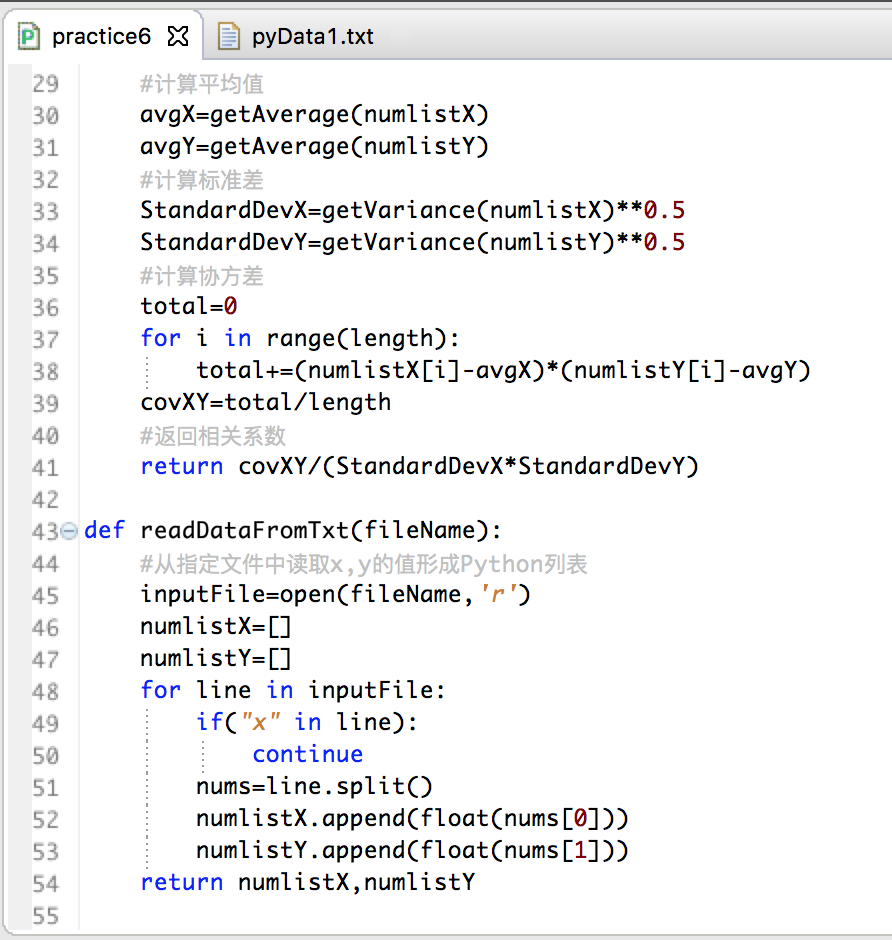 practice6 pyData1.txt
29 #计算平均值
30 avgX=getAverage(numlistX)
31 avgY=getAverage(numlistY)
32 #计算标准差
33 StandardDevX=getVariance(numlistX)**0.5
34 StandardDevY=getVariance(numlistY)**0.5
35 #计算协方差
36 total=0
37 for i in range(length):
38 total+=(numlistX[i]-avgX)*(numlistY[i]-avgY)
39 covXY=total/length
40 #返回相关系数
41 return covXY/(StandardDevX*StandardDevY)
42
43 def readDataFromTxt(fileName):
44 #从指定文件中读取x,y的值形成Python列表
45 inputFile=open(fileName,'r')
46 numlistX=[]
47 numlistY=[]
48 for line in inputFile:
49 if("x" in line):
50 continue
51 nums=line.split()
52 numlistX.append(float(nums[0]))
53 numlistY.append(float(nums[1]))
54 return numlistX,numlistY
55